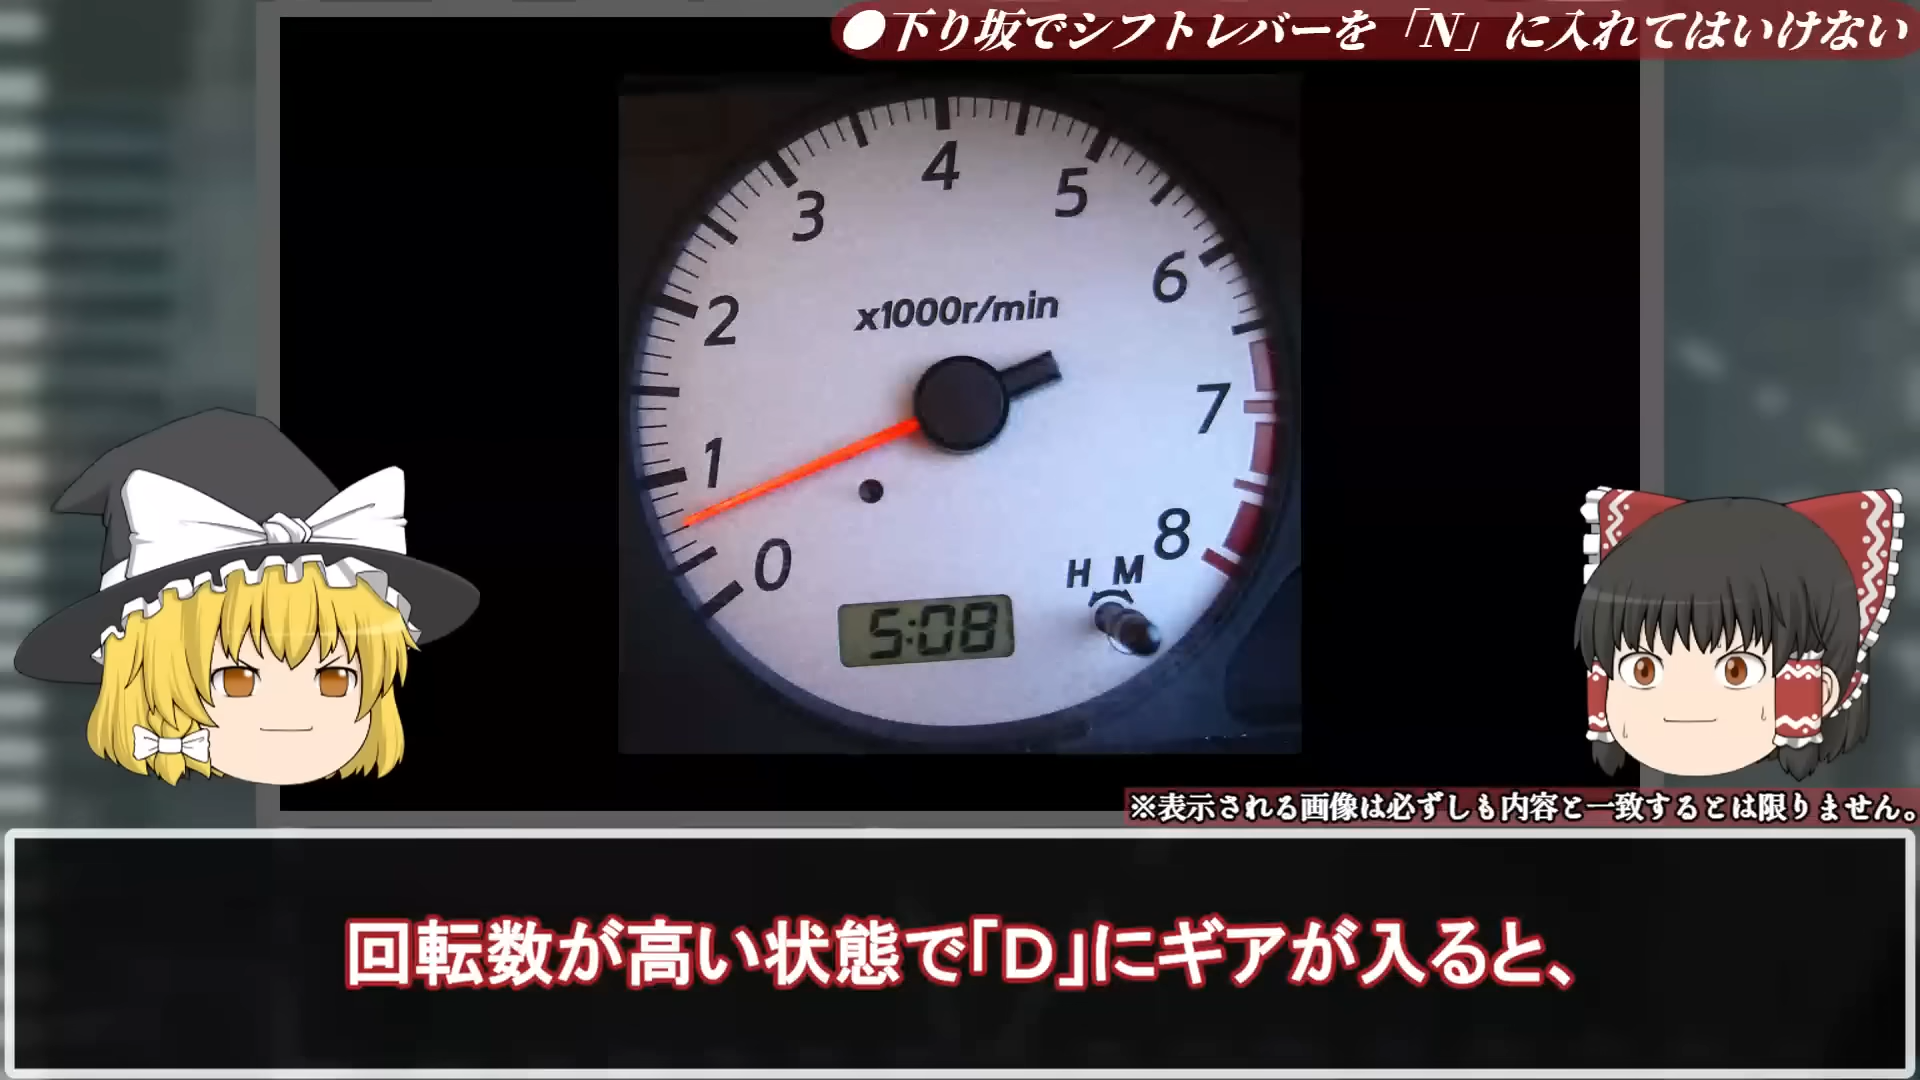 ●下り坂でシフトレバーを「N」に入れてはいけない
4
3
5
2
6
x1000r/min
1
7
0
8
H M
5:08
※表示される画像は必ずしも内容と一致するとは限りません。
回転数が高い状態で「D」にギアが入ると、